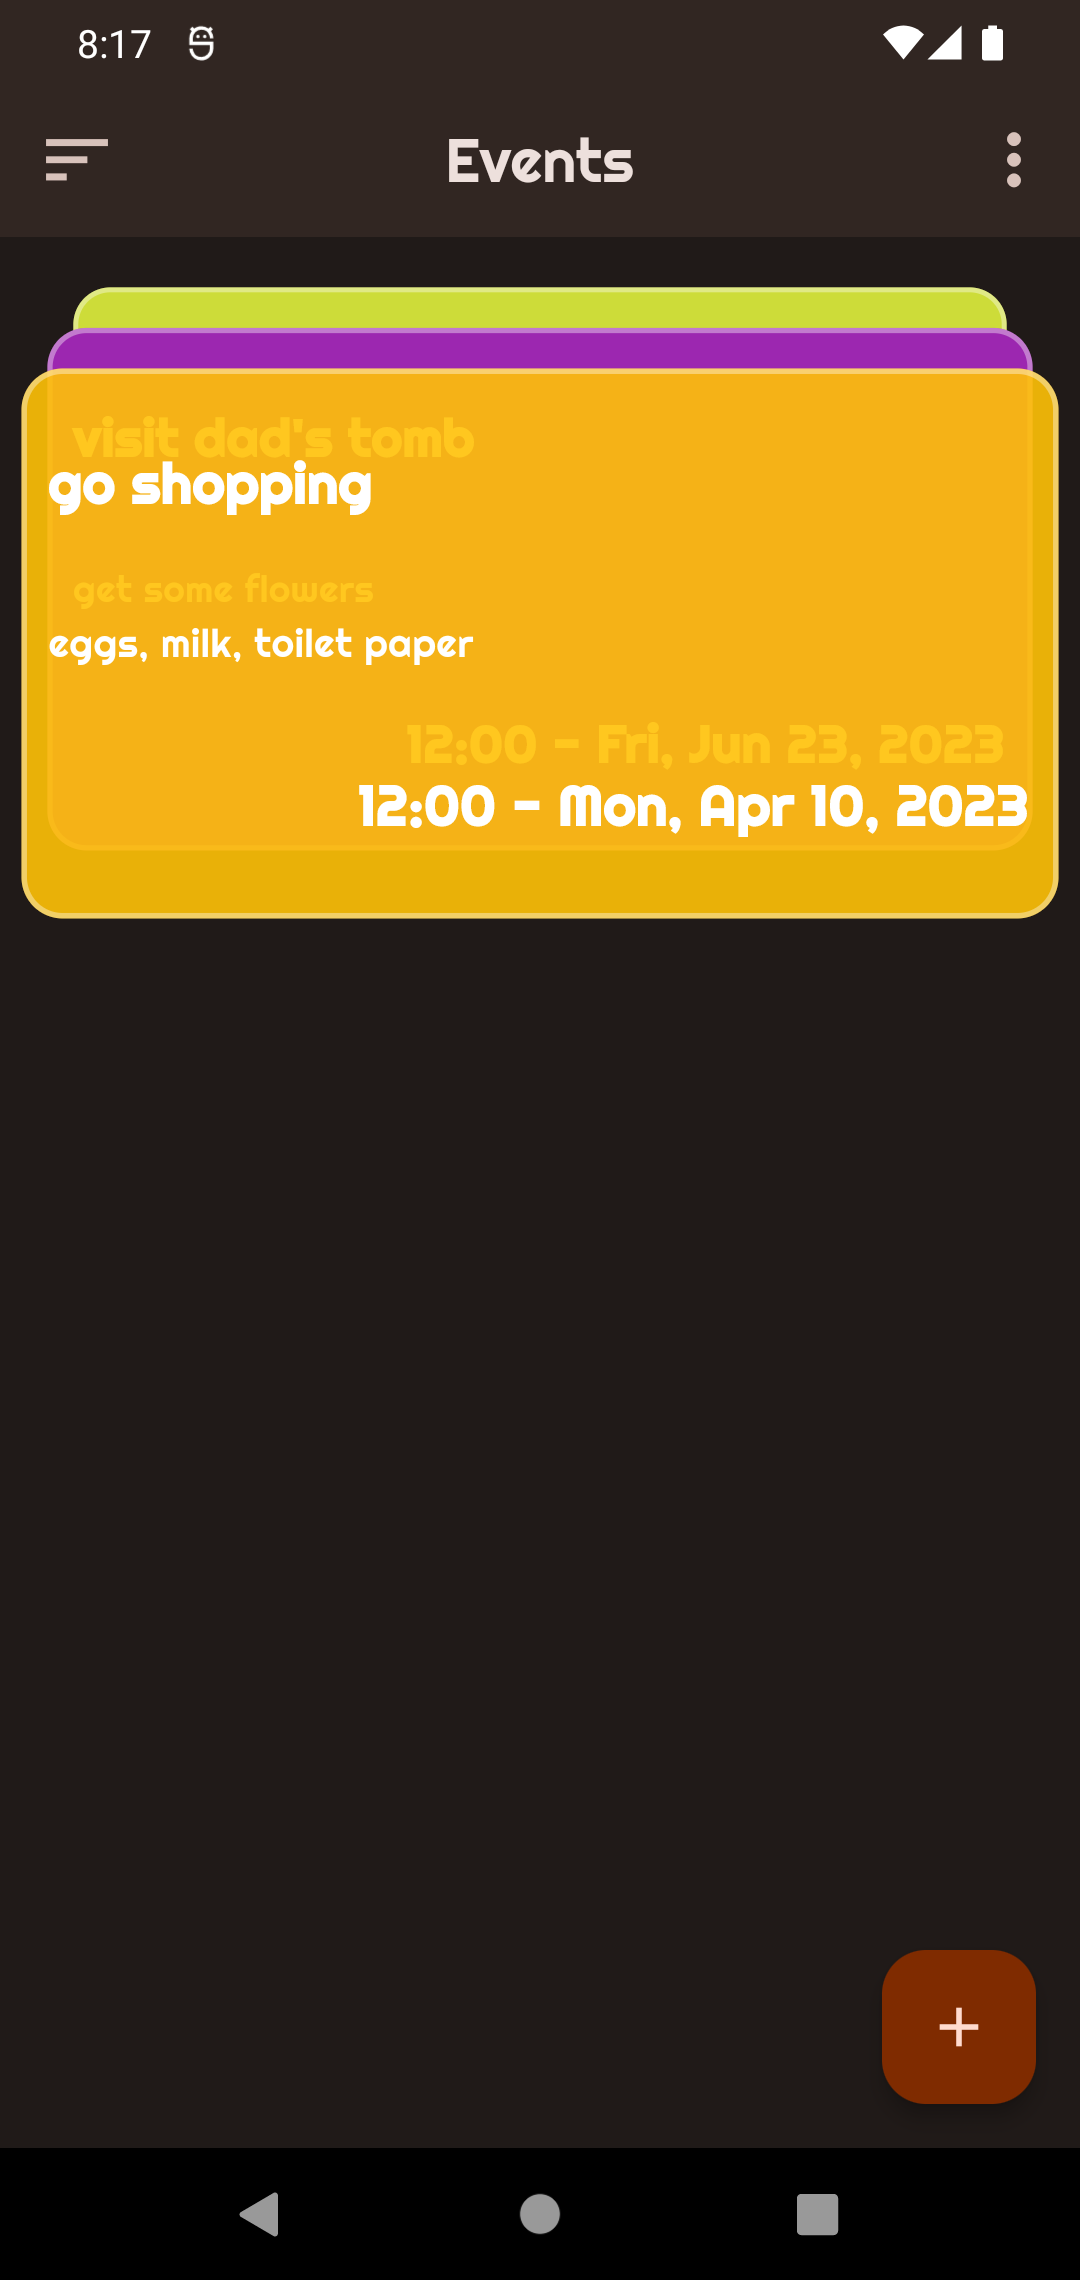 8:17
Events
visit dad's tomb
go shopping
get some flowers
eggs, milk, toilet paper
12:00 - Fri, Jun 23, 2023
12:00 - Mon, Apr 10, 2023